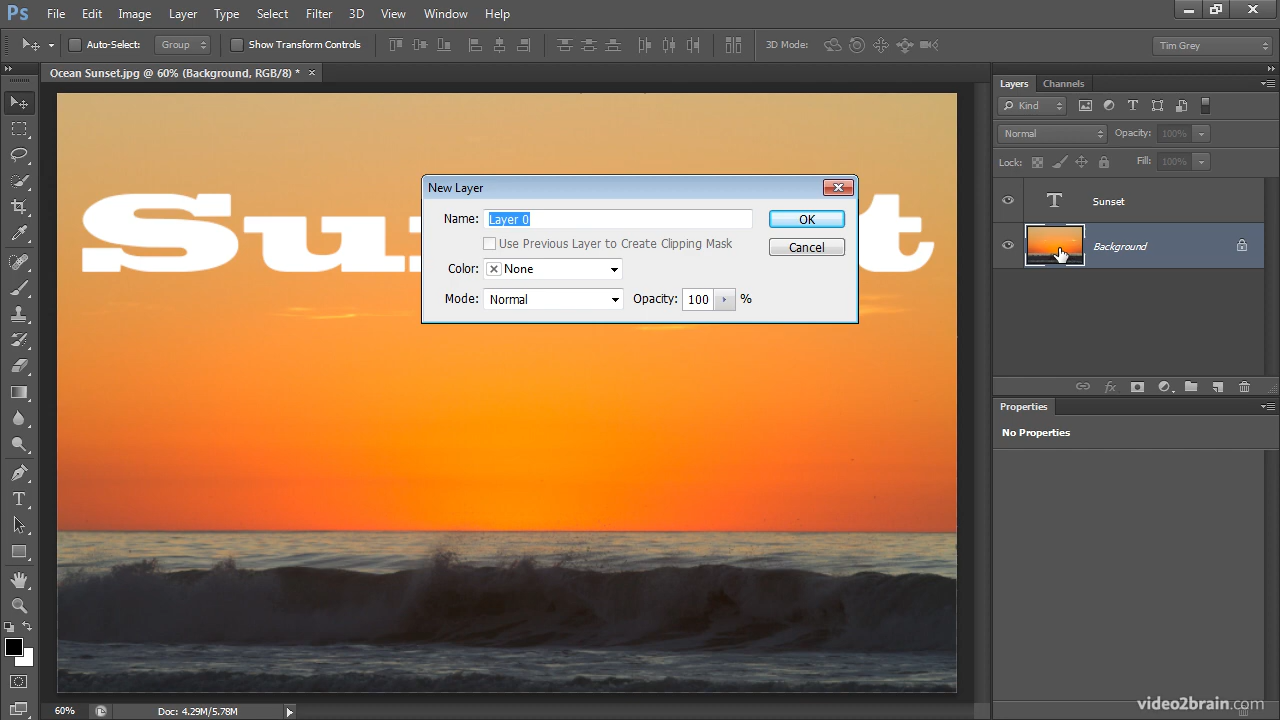 Ps File Edit Image Layer Type Select Filter 3D View Window Help
Auto-Select: Group Show Transform Controls 3D Mode: Tim Grey
Ocean Sunset.jpg @ 60% (Background, RGB/8) *
Layers Channels
Kind
Normal Opacity: 100%
Lock: Fill: 100%
T Sunset
Background
Properties
No Properties
New Layer
Name: Layer 0 OK
Use Previous Layer to Create Clipping Mask Cancel
Color: None
Mode: Normal Opacity: 100 %
60% Doc: 4.29M/5.78M
video2brain.com